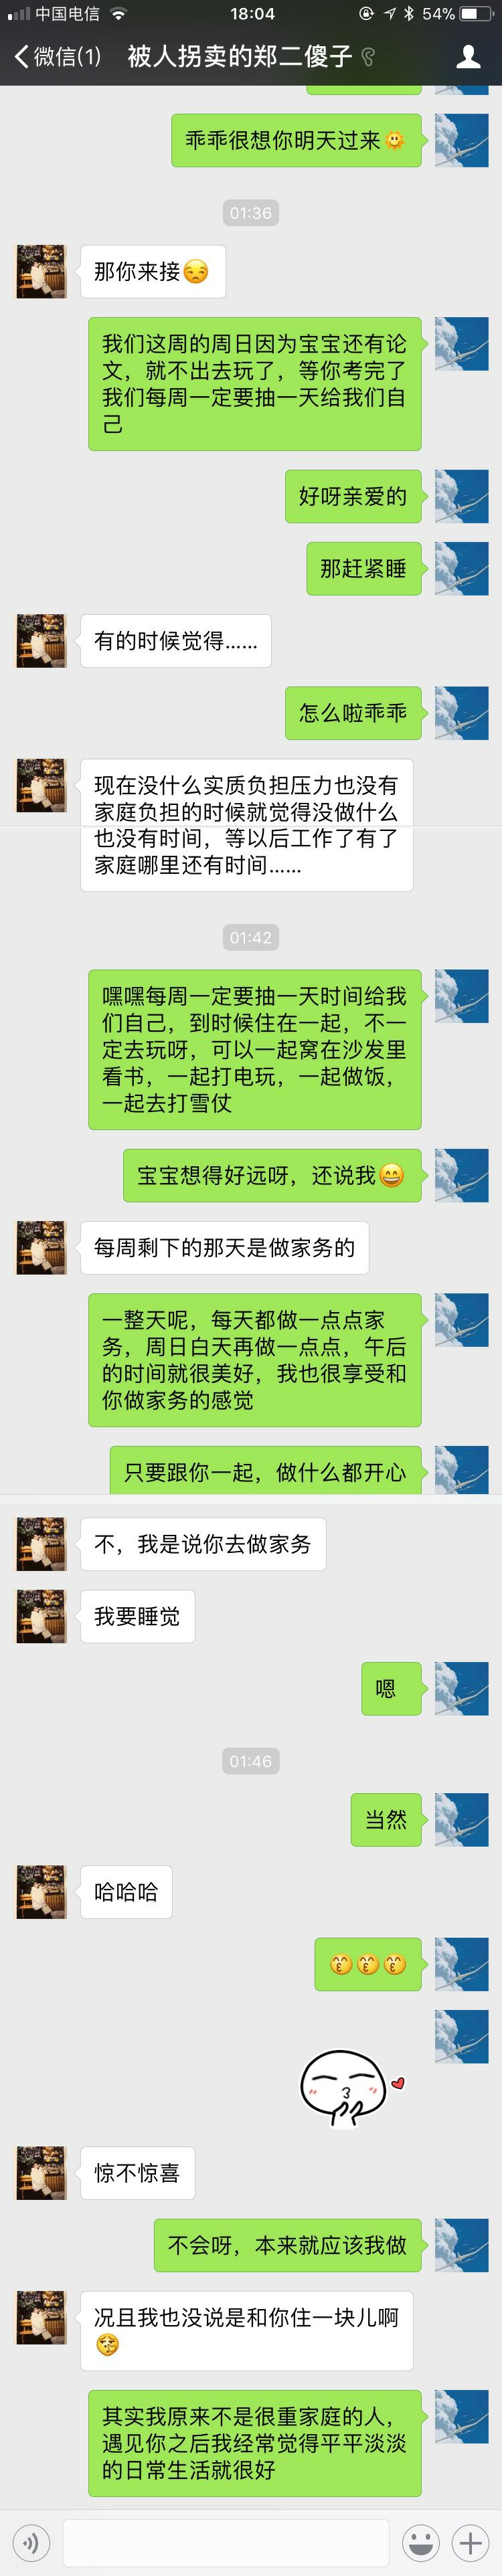 中国电信 18:04 54%
微信(1) 被人拐卖的郑二傻子
乖乖很想你明天过来
01:36
那你来接
我们这周的周日因为宝宝还有论
文，就不出去玩了，等你考完了
我们每周一定要抽一天给我们自
己
好呀亲爱的
那赶紧睡
有的时候觉得……
怎么啦乖乖
现在没什么实质负担压力也没有
家庭负担的时候就觉得没做什么
也没有时间，等以后工作了有了
家庭哪里还有时间……
01:42
嘿嘿每周一定要抽一天时间给我
们自己，到时候住在一起，不一
定去玩呀，可以一起窝在沙发里
看书，一起打电玩，一起做饭，
一起去打雪仗
宝宝想得好远呀，还说我
每周剩下的那天是做家务的
一整天呢，每天都做一点点家
务，周日白天再做一点点，午后
的时间就很美好，我也很享受和
你做家务的感觉
只要跟你一起，做什么都开心
不，我是说你去做家务
我要睡觉
嗯
01:46
当然
哈哈哈
惊不惊喜
不会呀，本来就应该我做
况且我也没说是和你住一块儿啊
其实我原来不是很重家庭的人，
遇见你之后我经常觉得平平淡淡
的日常生活就很好